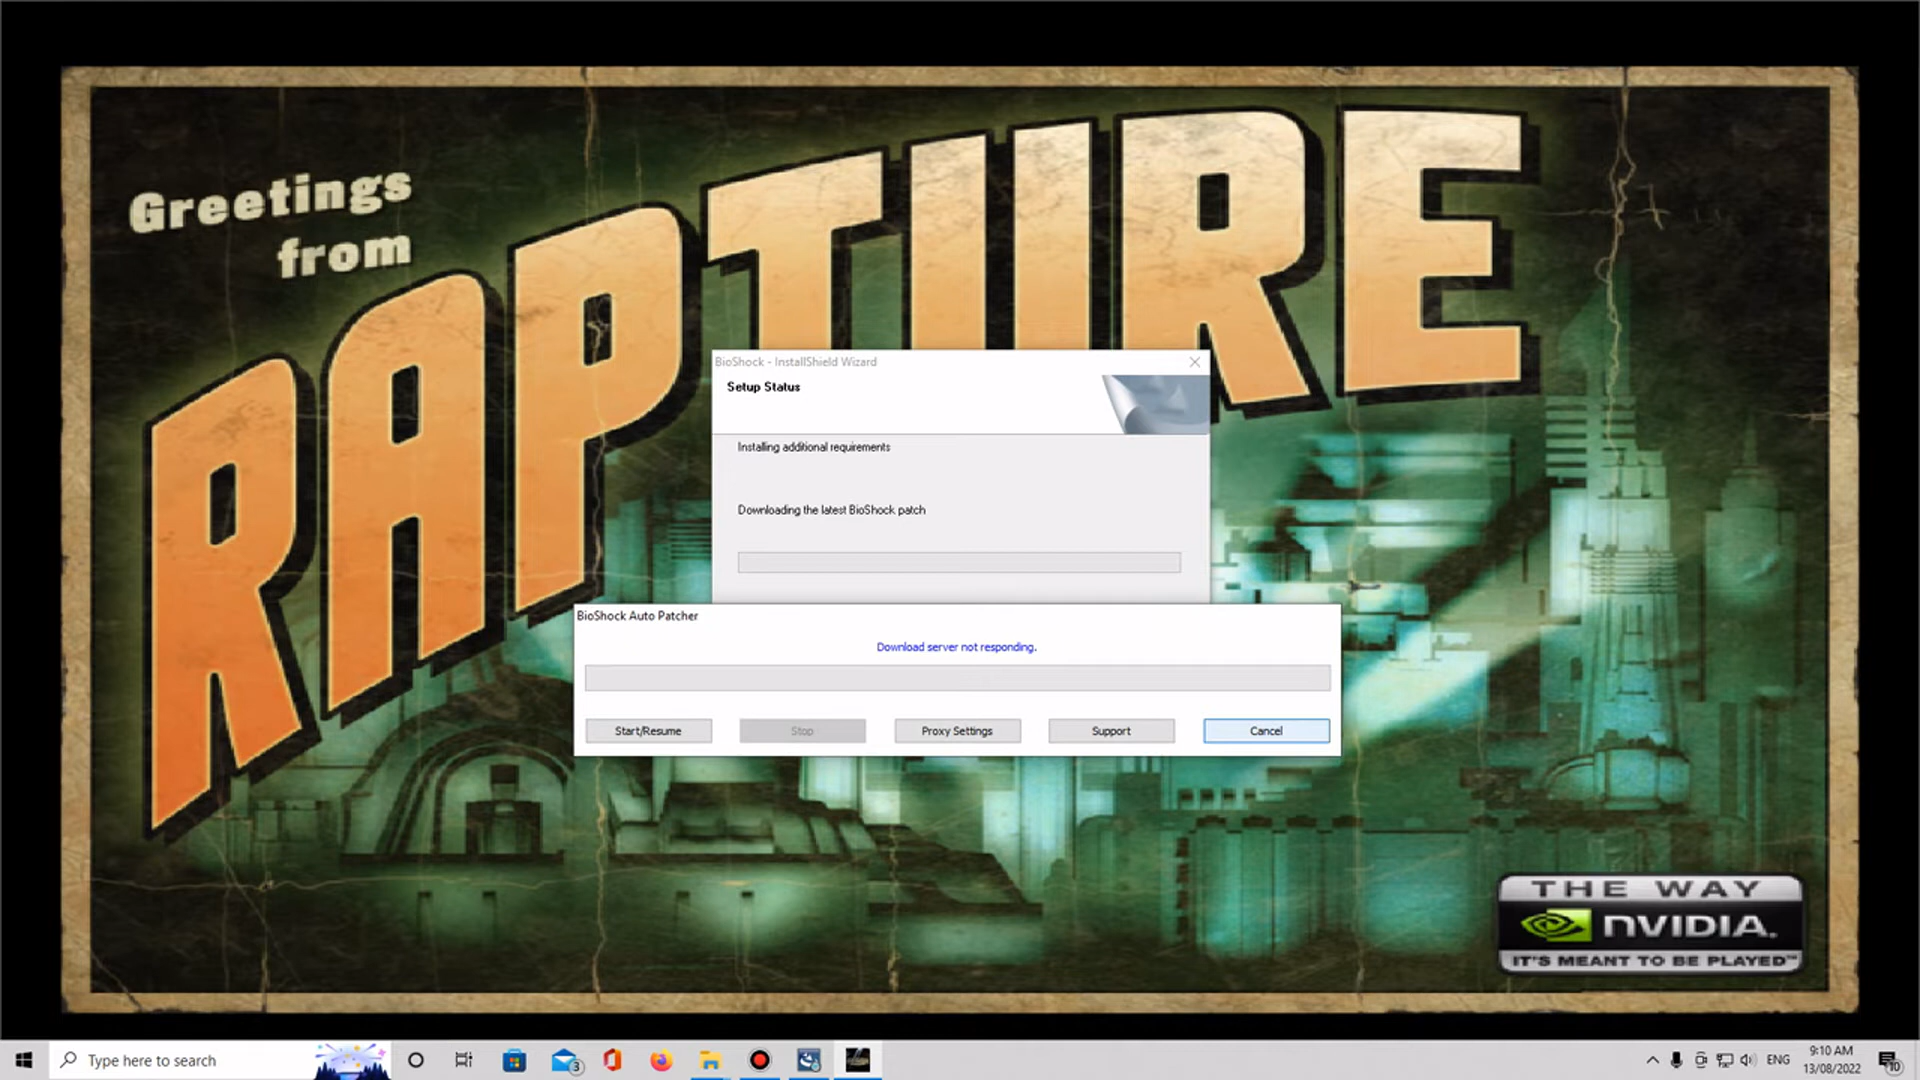 Greetings
from
RAPTURE
BioShock - InstallShield Wizard
Setup Status
Installing additional requirements
Downloading the latest BioShock patch
BioShock Auto Patcher
Download server not responding.
Start/Resume
Stop
Proxy Settings
Support
Cancel
THE WAY
NVIDIA.
IT'S MEANT TO BE PLAYED™
Type here to search
3
ENG
9:10 AM
13/08/2022
10